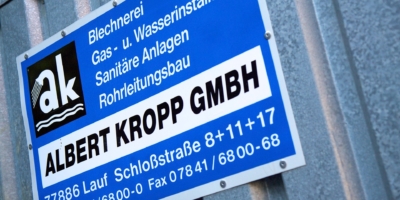 ak
Blechnerei
Gas- u. Wasserinstall
Sanitäre Anlagen
Rohrleitungsbau
ALBERT KROPP GMBH
77886 Lauf Schloßstraße 8+11+17
/6800-0 Fax 07841/6800-68